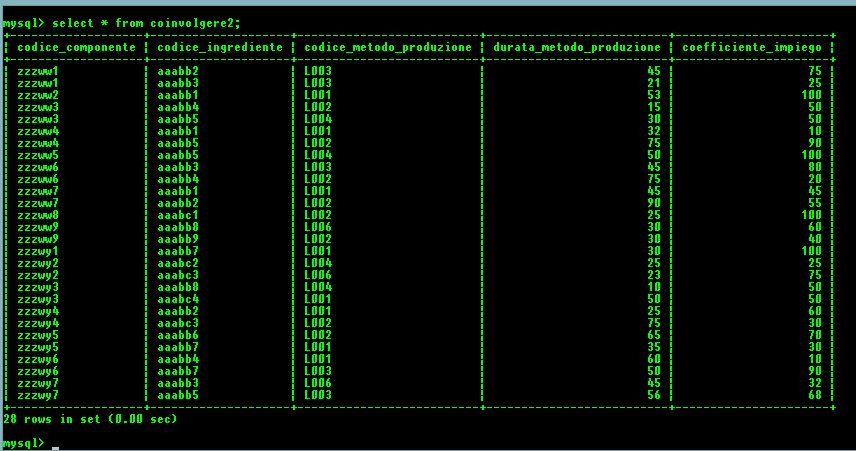 mysql> select * from coinvolgere2;
+-------------------+--------------------+--------------------------+--------------------------+---------------------+
| codice_componente | codice_ingrediente | codice_metodo_produzione | durata_metodo_produzione | coefficiente_impiego |
+-------------------+--------------------+--------------------------+--------------------------+---------------------+
| zzzww1 | aaabb2 | L003 | 45 | 75 |
| zzzww1 | aaabb3 | L003 | 21 | 25 |
| zzzww2 | aaabb1 | L001 | 53 | 100 |
| zzzww3 | aaabb4 | L002 | 15 | 50 |
| zzzww3 | aaabb5 | L004 | 30 | 50 |
| zzzww4 | aaabb1 | L001 | 32 | 10 |
| zzzww4 | aaabb5 | L002 | 75 | 90 |
| zzzww5 | aaabb5 | L004 | 50 | 100 |
| zzzww6 | aaabb3 | L003 | 45 | 80 |
| zzzww6 | aaabb4 | L002 | 75 | 20 |
| zzzww7 | aaabb1 | L001 | 45 | 45 |
| zzzww7 | aaabb2 | L002 | 90 | 55 |
| zzzww8 | aaabc1 | L002 | 25 | 100 |
| zzzww9 | aaabb8 | L006 | 30 | 60 |
| zzzww9 | aaabb9 | L002 | 30 | 40 |
| zzzwy1 | aaabb7 | L001 | 30 | 100 |
| zzzwy2 | aaabc2 | L004 | 25 | 25 |
| zzzwy2 | aaabc3 | L006 | 23 | 75 |
| zzzwy3 | aaabb8 | L004 | 10 | 50 |
| zzzwy3 | aaabc4 | L001 | 50 | 50 |
| zzzwy4 | aaabb2 | L001 | 25 | 60 |
| zzzwy4 | aaabc3 | L002 | 75 | 30 |
| zzzwy5 | aaabb6 | L002 | 65 | 70 |
| zzzwy5 | aaabb7 | L001 | 35 | 30 |
| zzzwy6 | aaabb4 | L001 | 60 | 10 |
| zzzwy6 | aaabb7 | L003 | 50 | 90 |
| zzzwy7 | aaabb3 | L006 | 45 | 32 |
| zzzwy7 | aaabb5 | L003 | 56 | 68 |
+-------------------+--------------------+--------------------------+--------------------------+---------------------+
28 rows in set (0.00 sec)
mysql> _